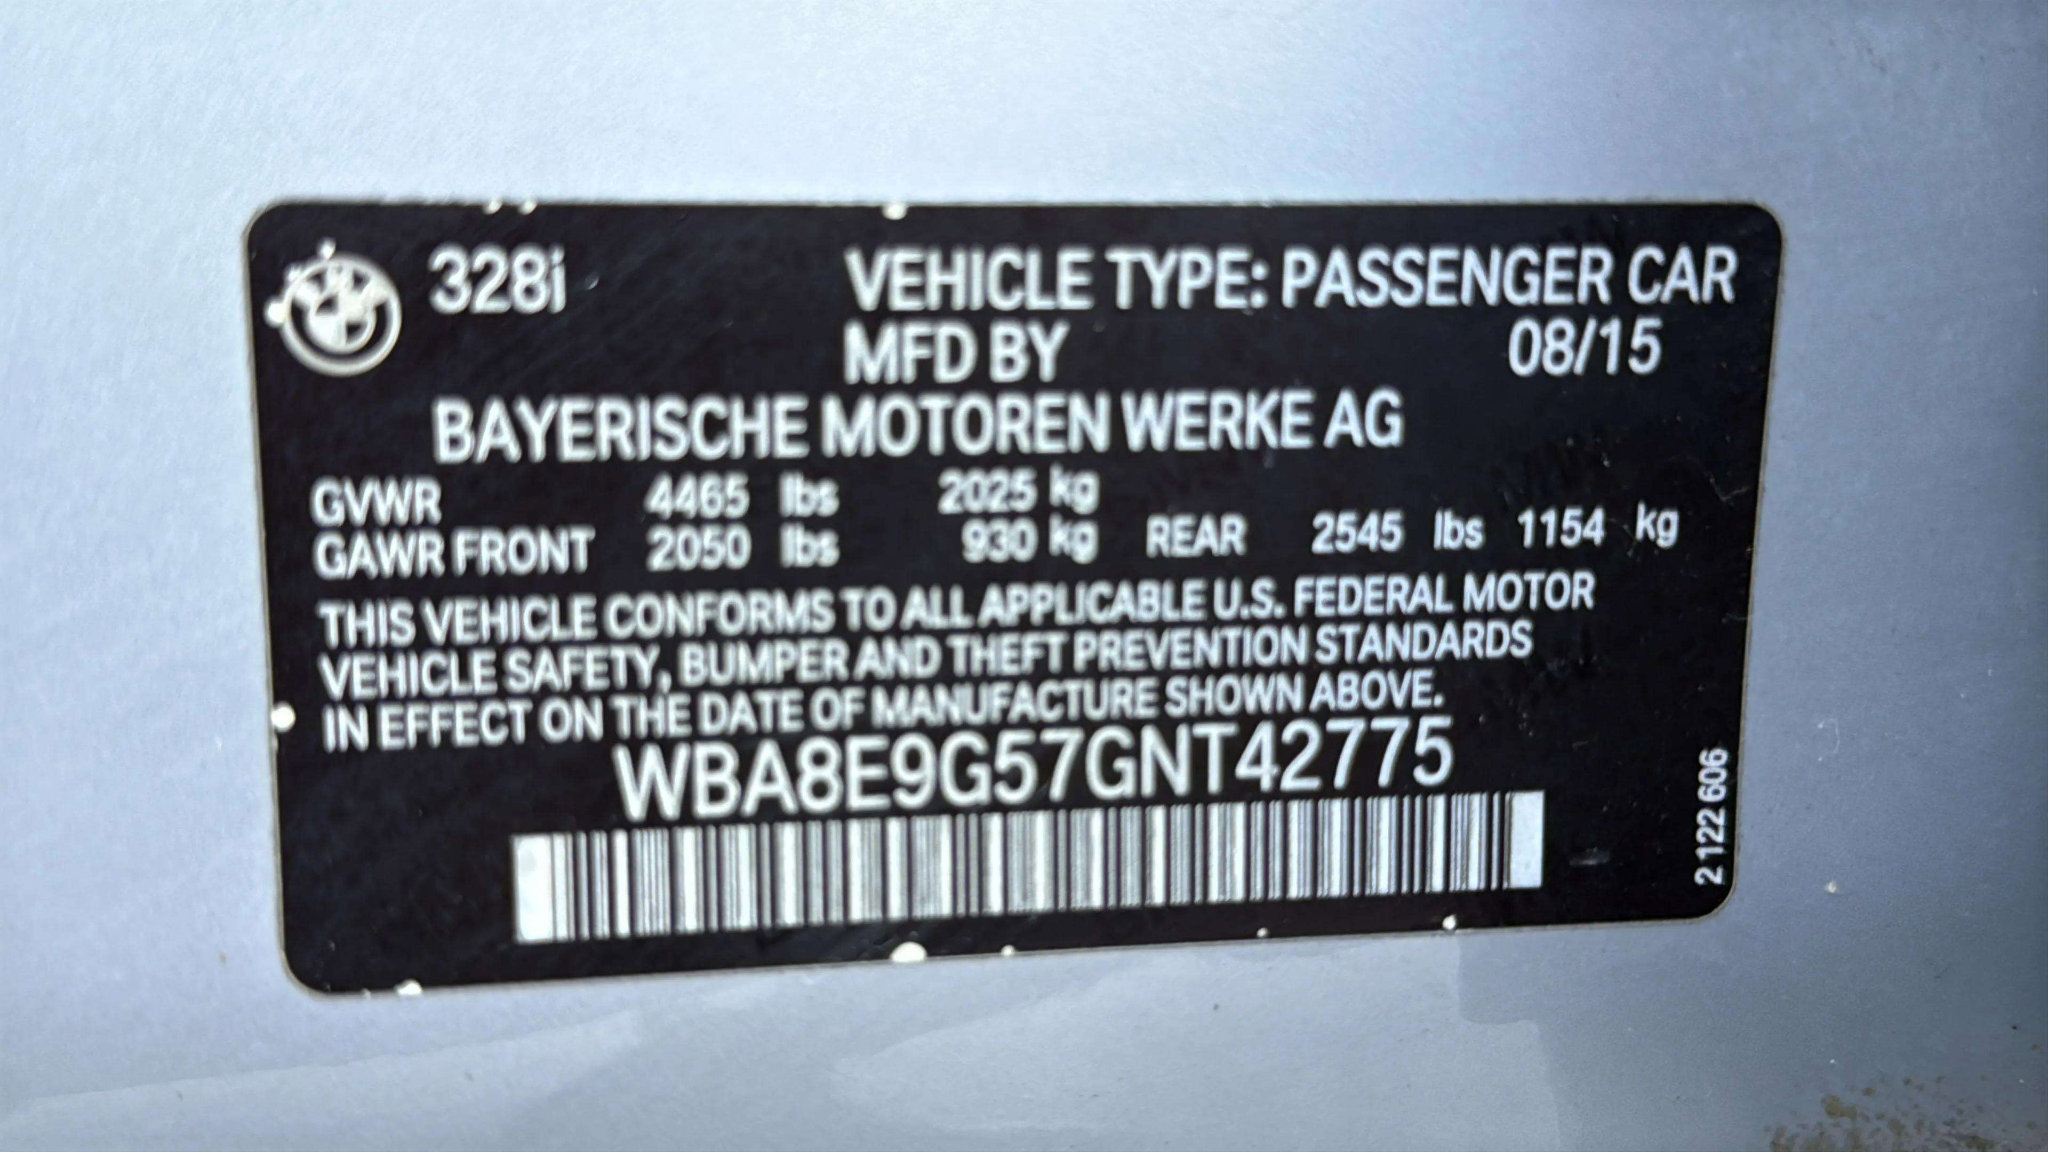 328i VEHICLE TYPE: PASSENGER CAR
MFD BY 08/15
BAYERISCHE MOTOREN WERKE AG
GVWR 4465 lbs 2025 kg
GAWR FRONT 2050 lbs 930 kg REAR 2545 lbs 1154 kg
THIS VEHICLE CONFORMS TO ALL APPLICABLE U.S. FEDERAL MOTOR
VEHICLE SAFETY, BUMPER AND THEFT PREVENTION STANDARDS
IN EFFECT ON THE DATE OF MANUFACTURE SHOWN ABOVE.
WBA8E9G57GNT42775
2 122 606